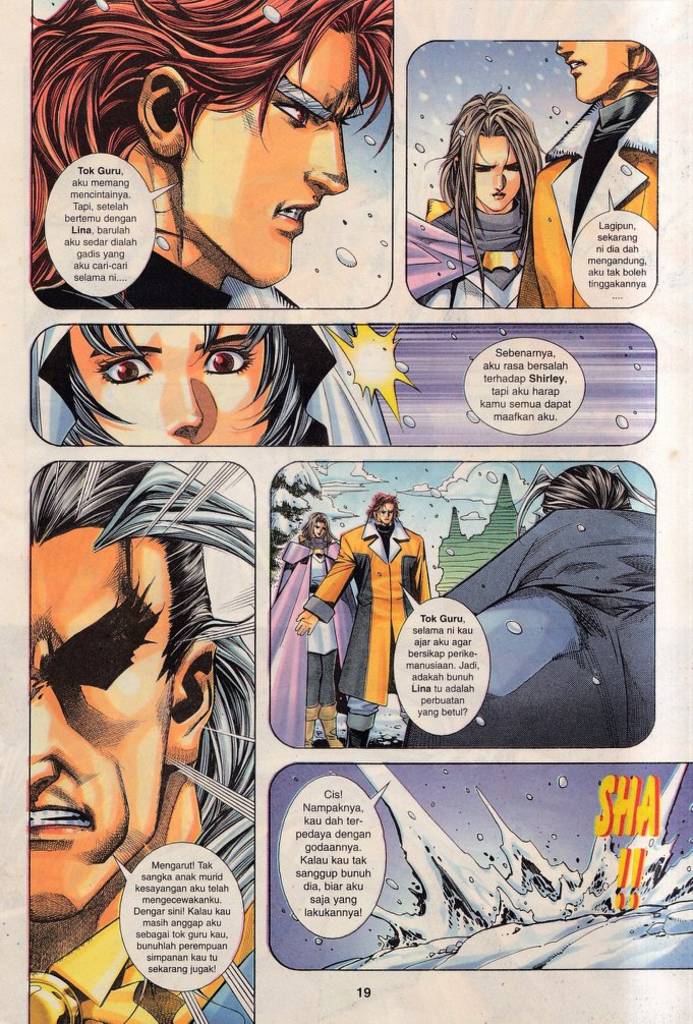 Tok Guru,
aku memang
mencintainya.
Tapi, setelah
bertemu dengan
Lina, barulah
aku sedar dialah
gadis yang
aku cari-cari
selama ni....
Lagipun,
sekarang
ni dia dah
mengandung,
aku tak boleh
tinggakannya
....
Sebenarnya,
aku rasa bersalah
terhadap Shirley,
tapi aku harap
kamu semua dapat
maafkan aku.
Mengarut! Tak
sangka anak murid
kesayangan aku telah
mengecewakanku.
Dengar sini! Kalau kau
masih anggap aku
sebagai tok guru kau,
bunuhlah perempuan
simpanan kau tu
sekarang jugak!
Tok Guru,
selama ni kau
ajar aku agar
bersikap perike-
manusiaan. Jadi,
adakah bunuh
Lina tu adalah
perbuatan
yang betul?
Cis!
Nampaknya,
kau dah ter-
pedaya dengan
godaannya.
Kalau kau tak
sanggup bunuh
dia, biar aku
saja yang
lakukannya!
SHA
!!
19